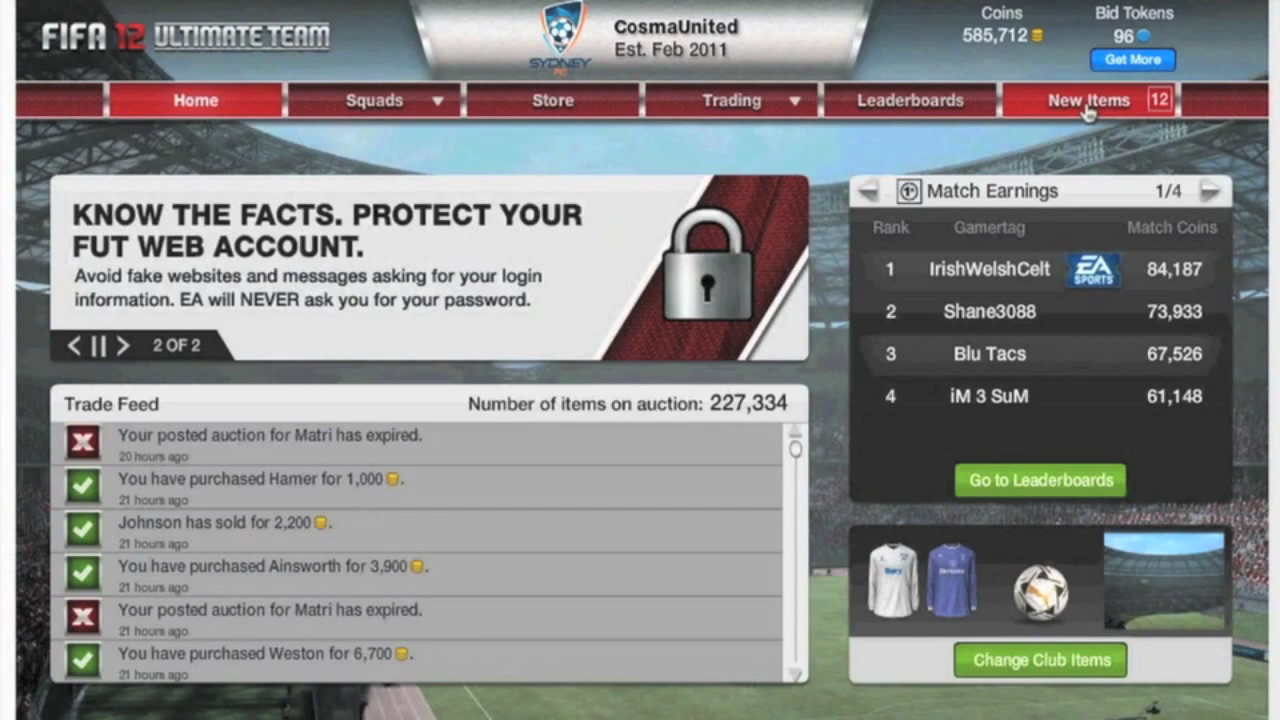 FIFA 12 ULTIMATE TEAM
SYDNEY FC
CosmaUnited
Est. Feb 2011
Coins
585,712
Bid Tokens
96
Get More
Home
Squads
Store
Trading
Leaderboards
New Items 12
KNOW THE FACTS. PROTECT YOUR
FUT WEB ACCOUNT.
Avoid fake websites and messages asking for your login
information. EA will NEVER ask you for your password.
2 OF 2
Trade Feed
Number of items on auction: 227,334
Your posted auction for Matri has expired.
20 hours ago
You have purchased Hamer for 1,000.
21 hours ago
Johnson has sold for 2,200.
21 hours ago
You have purchased Ainsworth for 3,900.
21 hours ago
Your posted auction for Matri has expired.
21 hours ago
You have purchased Weston for 6,700.
21 hours ago
Match Earnings
1/4
Rank Gamertag Match Coins
1 IrishWelshCelt EA SPORTS 84,187
2 Shane3088 73,933
3 Blu Tacs 67,526
4 iM 3 SuM 61,148
Go to Leaderboards
Change Club Items